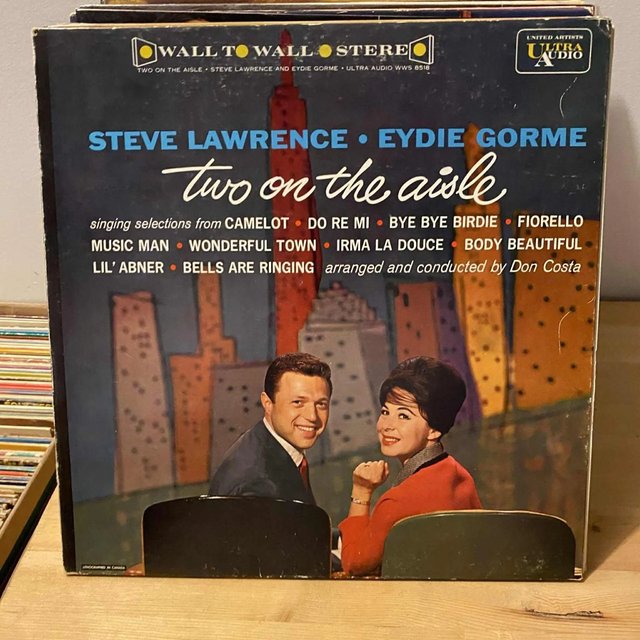 WALL TO WALL STEREO
TWO ON THE AISLE • STEVE LAWRENCE AND EYDIE GORME • ULTRA AUDIO WWS 8518
UNITED ARTISTS
ULTRA
AUDIO
STEVE LAWRENCE • EYDIE GORME
two on the aisle
singing selections from CAMELOT • DO RE MI • BYE BYE BIRDIE • FIORELLO
MUSIC MAN • WONDERFUL TOWN • IRMA LA DOUCE • BODY BEAUTIFUL
LIL' ABNER • BELLS ARE RINGING arranged and conducted by Don Costa
LITHOGRAPHED IN CANADA